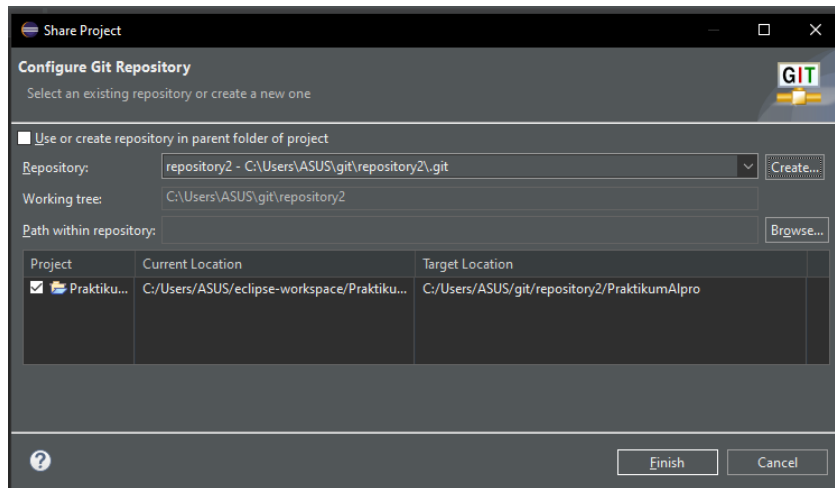 Share Project
Configure Git Repository
Select an existing repository or create a new one
GIT
Use or create repository in parent folder of project
Repository: repository2 - C:\Users\ASUS\git\repository2\.git Create...
Working tree: C:\Users\ASUS\git\repository2
Path within repository: Browse...
Project Current Location Target Location
Praktiku... C:/Users/ASUS/eclipse-workspace/Praktiku... C:/Users/ASUS/git/repository2/PraktikumAlpro
? Finish Cancel